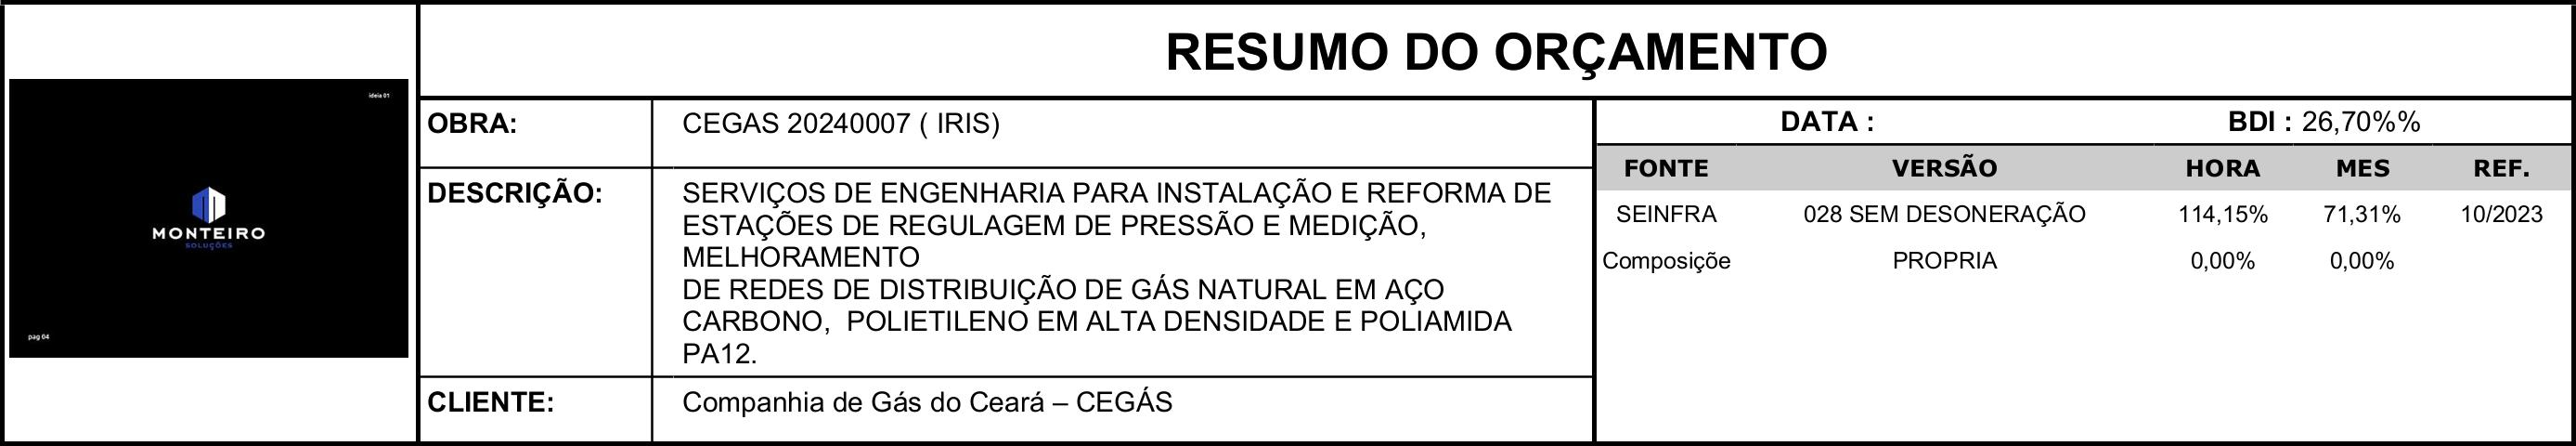 RESUMO DO ORÇAMENTO
ideia 01
MONTEIRO
SOLUÇÕES
pag 04
OBRA:
CEGAS 20240007 ( IRIS)
DESCRIÇÃO:
SERVIÇOS DE ENGENHARIA PARA INSTALAÇÃO E REFORMA DE
ESTAÇÕES DE REGULAGEM DE PRESSÃO E MEDIÇÃO,
MELHORAMENTO
DE REDES DE DISTRIBUIÇÃO DE GÁS NATURAL EM AÇO
CARBONO,  POLIETILENO EM ALTA DENSIDADE E POLIAMIDA
PA12.
CLIENTE:
Companhia de Gás do Ceará – CEGÁS
DATA : BDI : 26,70%%
FONTE VERSÃO HORA MES REF.
SEINFRA 028 SEM DESONERAÇÃO 114,15% 71,31% 10/2023
Composiçõe PROPRIA 0,00% 0,00%